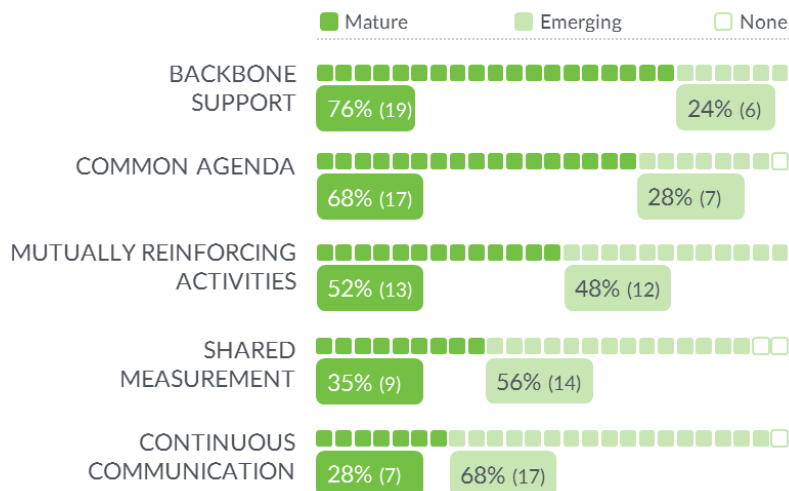 Mature Emerging None
BACKBONE
SUPPORT
76% (19) 24% (6)
COMMON AGENDA
68% (17) 28% (7)
MUTUALLY REINFORCING
ACTIVITIES
52% (13) 48% (12)
SHARED
MEASUREMENT
35% (9) 56% (14)
CONTINUOUS
COMMUNICATION
28% (7) 68% (17)